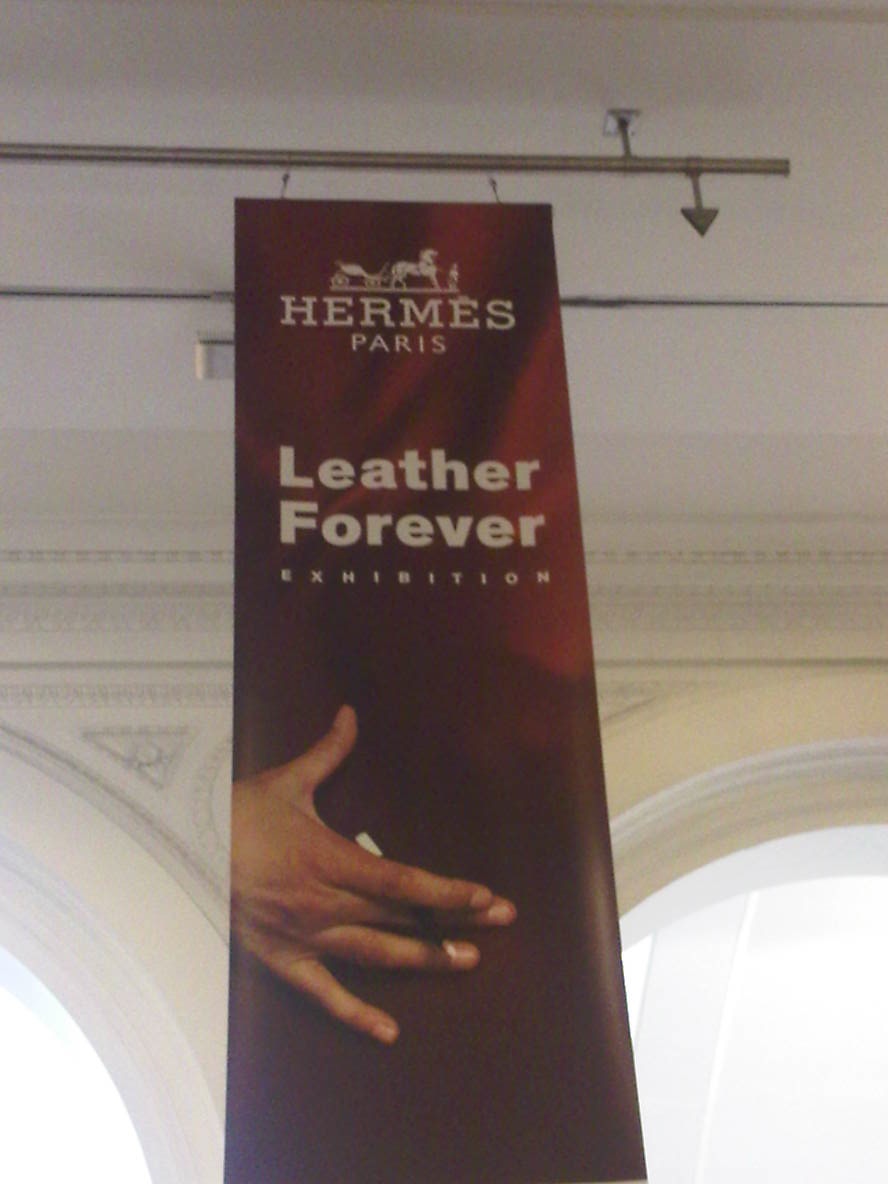 HERMÈS
PARIS
Leather
Forever
EXHIBITION